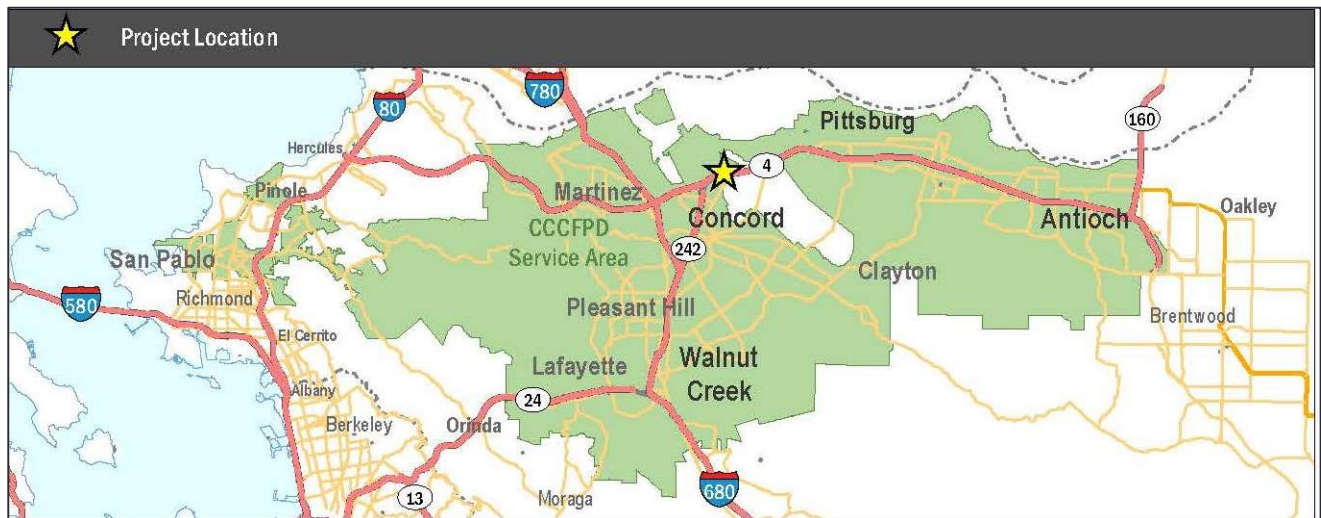 Project Location
780
80
160
Pittsburg
Hercules
4
Pinole
Martinez
Oakley
Concord
Antioch
CCCFPD
Service Area
242
San Pablo
Clayton
Richmond
580
Pleasant Hill
Brentwood
El Cerrito
Walnut
Creek
Lafayette
Albany
24
Berkeley
Orinda
680
13
Moraga